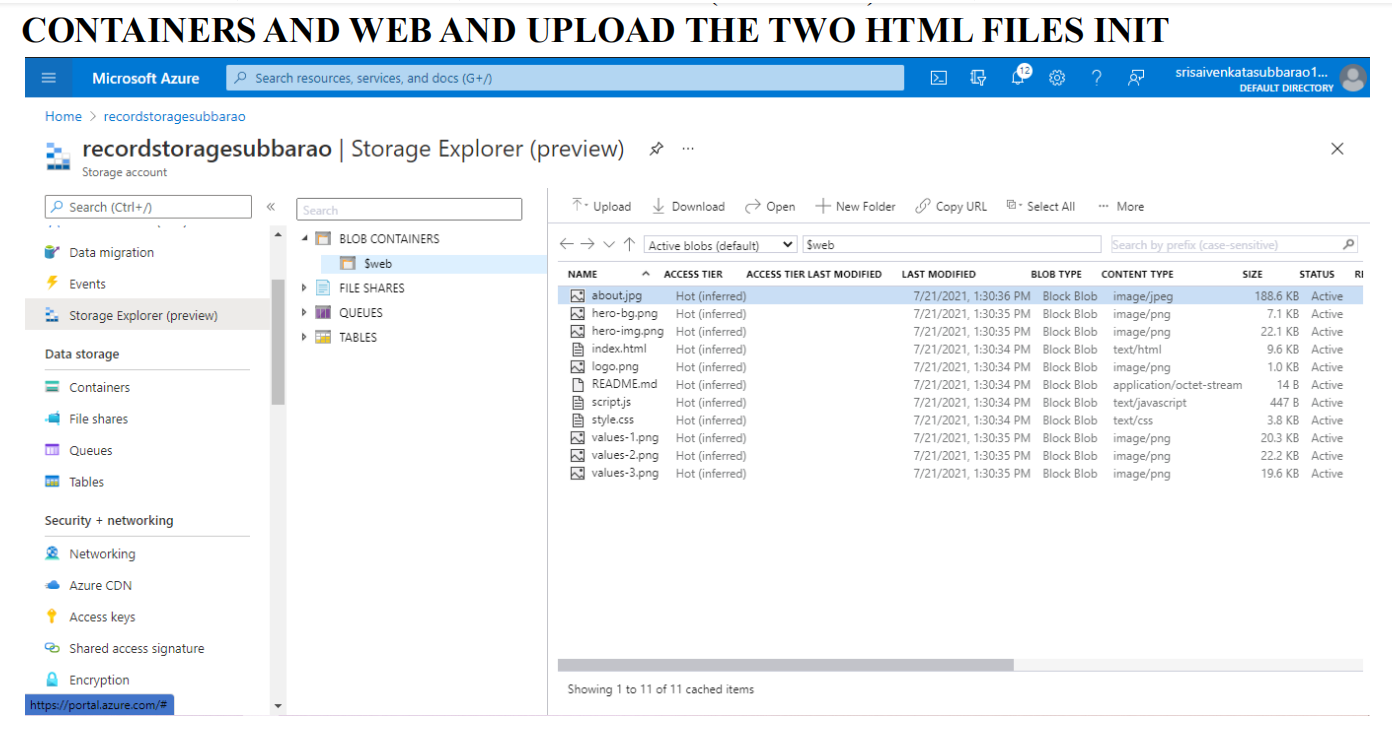 CONTAINERS AND WEB AND UPLOAD THE TWO HTML FILES INIT
Microsoft Azure
Search resources, services, and docs (G+/)
12
srisaivenkatasubbarao1...
DEFAULT DIRECTORY
Home > recordstoragesubbarao
recordstoragesubbarao | Storage Explorer (preview) ...
Storage account
Search (Ctrl+/)
«
Data migration
Events
Storage Explorer (preview)
Data storage
Containers
File shares
Queues
Tables
Security + networking
Networking
Azure CDN
Access keys
Shared access signature
Encryption
https://portal.azure.com/#
Search
BLOB CONTAINERS
$web
FILE SHARES
QUEUES
TABLES
Upload Download Open New Folder Copy URL Select All ... More
Active blobs (default) $web Search by prefix (case-sensitive)
NAME ACCESS TIER ACCESS TIER LAST MODIFIED LAST MODIFIED BLOB TYPE CONTENT TYPE SIZE STATUS
about.jpg Hot (inferred) 7/21/2021, 1:30:36 PM Block Blob image/jpeg 188.6 KB Active
hero-bg.png Hot (inferred) 7/21/2021, 1:30:35 PM Block Blob image/png 7.1 KB Active
hero-img.png Hot (inferred) 7/21/2021, 1:30:35 PM Block Blob image/png 22.1 KB Active
index.html Hot (inferred) 7/21/2021, 1:30:34 PM Block Blob text/html 9.6 KB Active
logo.png Hot (inferred) 7/21/2021, 1:30:34 PM Block Blob image/png 1.0 KB Active
README.md Hot (inferred) 7/21/2021, 1:30:34 PM Block Blob application/octet-stream 14 B Active
script.js Hot (inferred) 7/21/2021, 1:30:34 PM Block Blob text/javascript 447 B Active
style.css Hot (inferred) 7/21/2021, 1:30:34 PM Block Blob text/css 3.8 KB Active
values-1.png Hot (inferred) 7/21/2021, 1:30:35 PM Block Blob image/png 20.3 KB Active
values-2.png Hot (inferred) 7/21/2021, 1:30:35 PM Block Blob image/png 22.2 KB Active
values-3.png Hot (inferred) 7/21/2021, 1:30:35 PM Block Blob image/png 19.6 KB Active
Showing 1 to 11 of 11 cached items